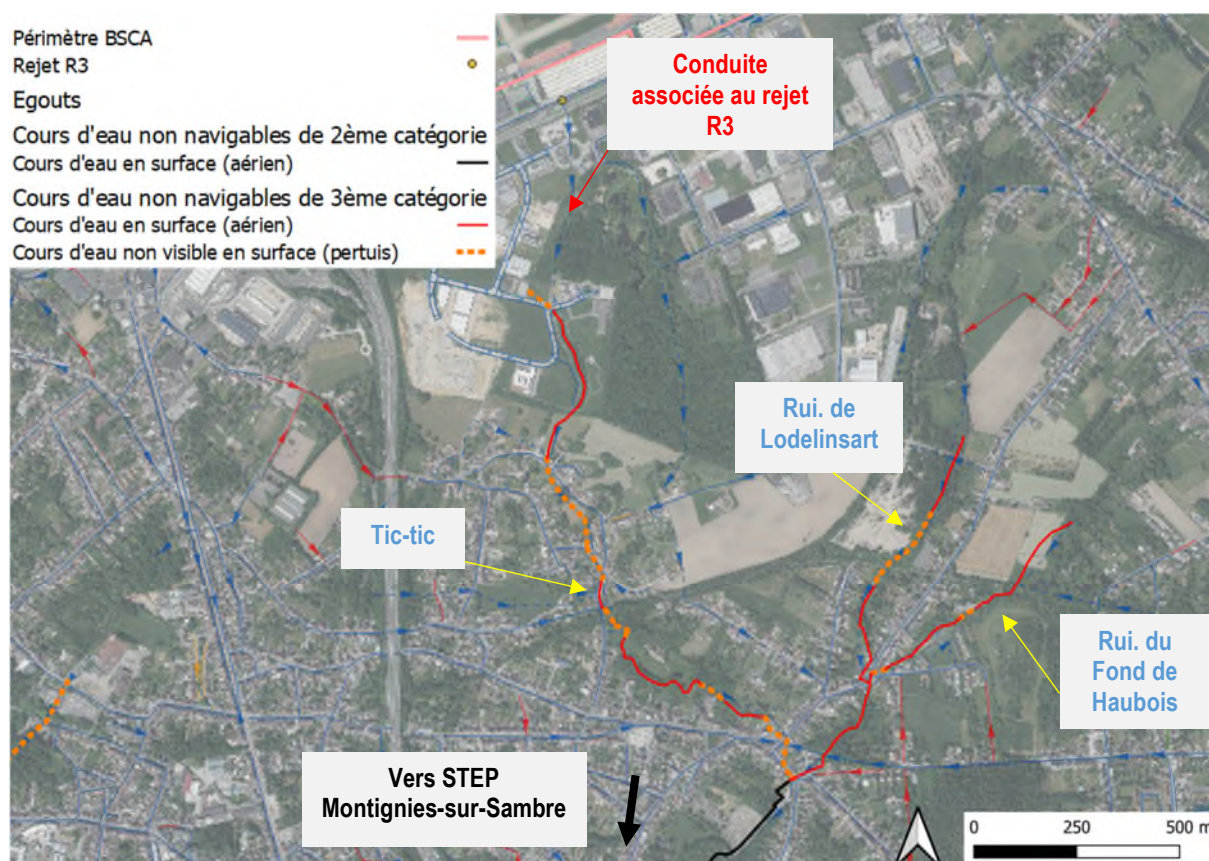 Périmètre BSCA
Rejet R3
Egouts
Cours d'eau non navigables de 2ème catégorie
Cours d'eau en surface (aérien)
Cours d'eau non navigables de 3ème catégorie
Cours d'eau en surface (aérien)
Cours d'eau non visible en surface (pertuis)
Conduite
associée au rejet
R3
Rui. de
Lodelinsart
Tic-tic
Rui. du
Fond de
Haubois
Vers STEP
Montignies-sur-Sambre
0 250 500 m